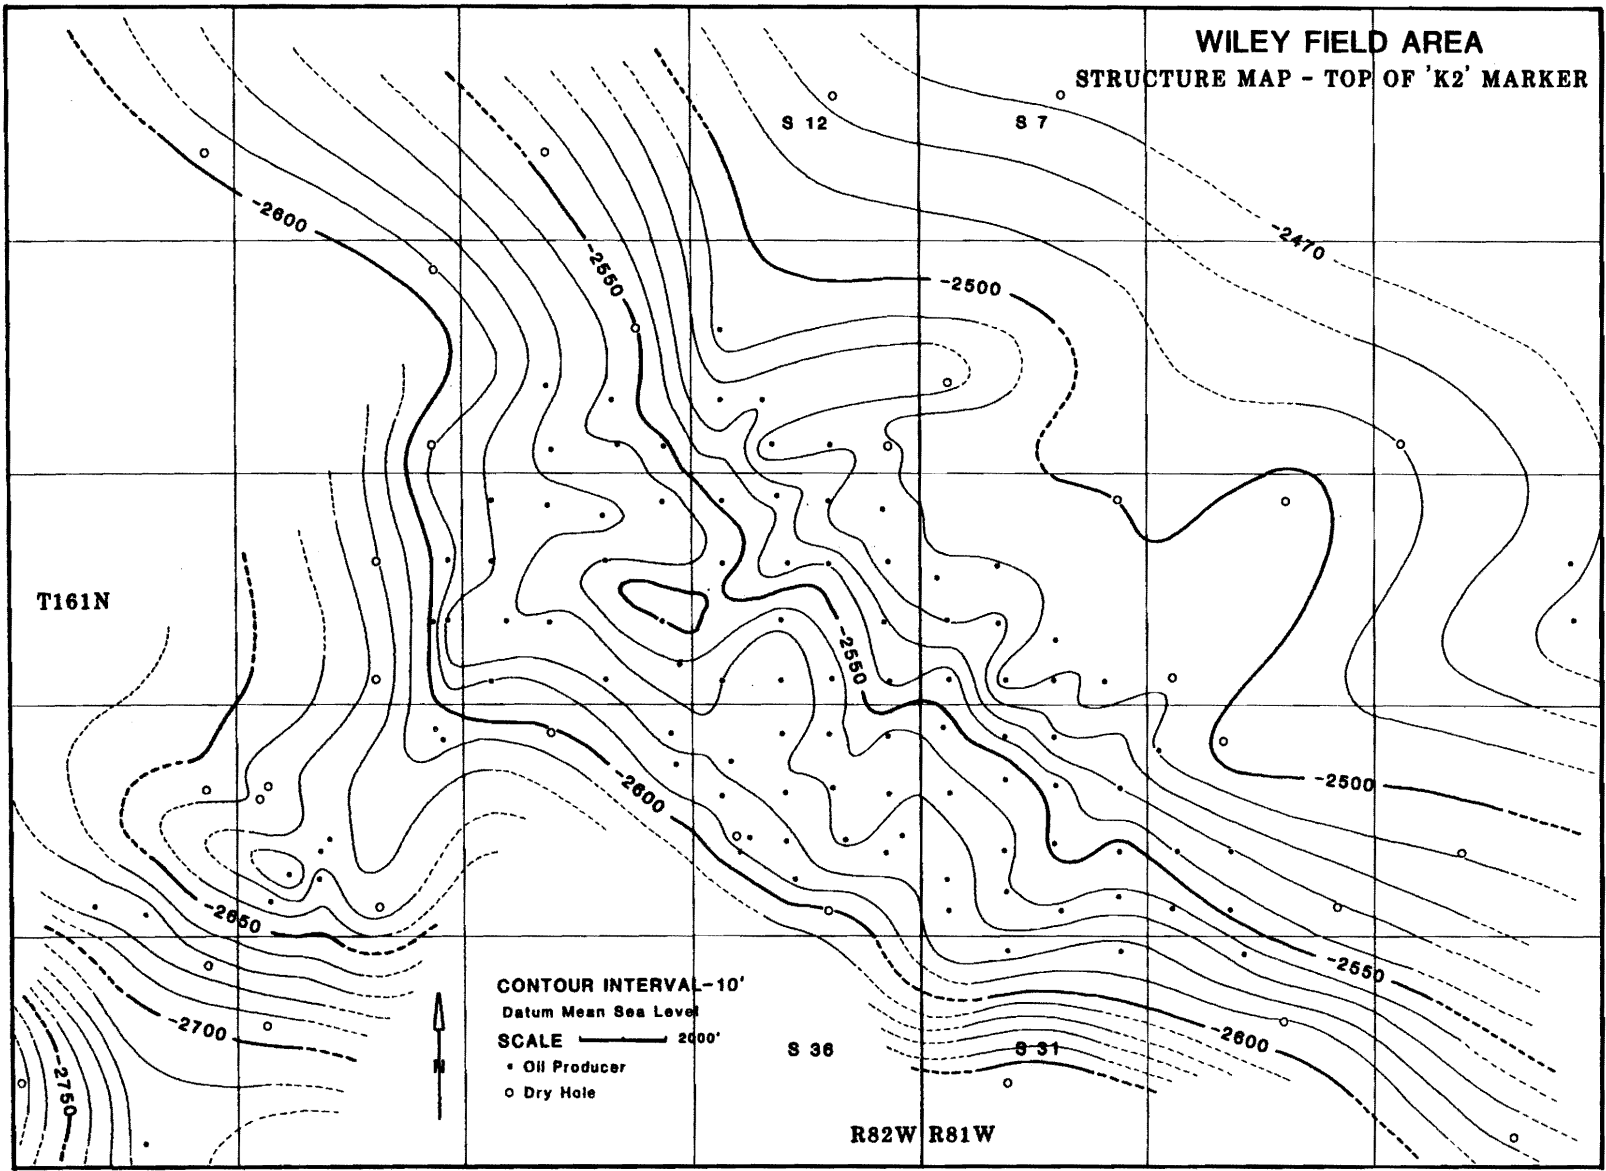 WILEY FIELD AREA
STRUCTURE MAP - TOP OF 'K2' MARKER
S 12
S 7
-2600
-2470
-2550
-2500
T161N
-2550
-2500
-2600
-2650
-2550
CONTOUR INTERVAL-10'
Datum Mean Sea Level
SCALE 2000'
• Oil Producer
○ Dry Hole
N
-2700
S 36
S 31
-2600
-2750
R82W R81W